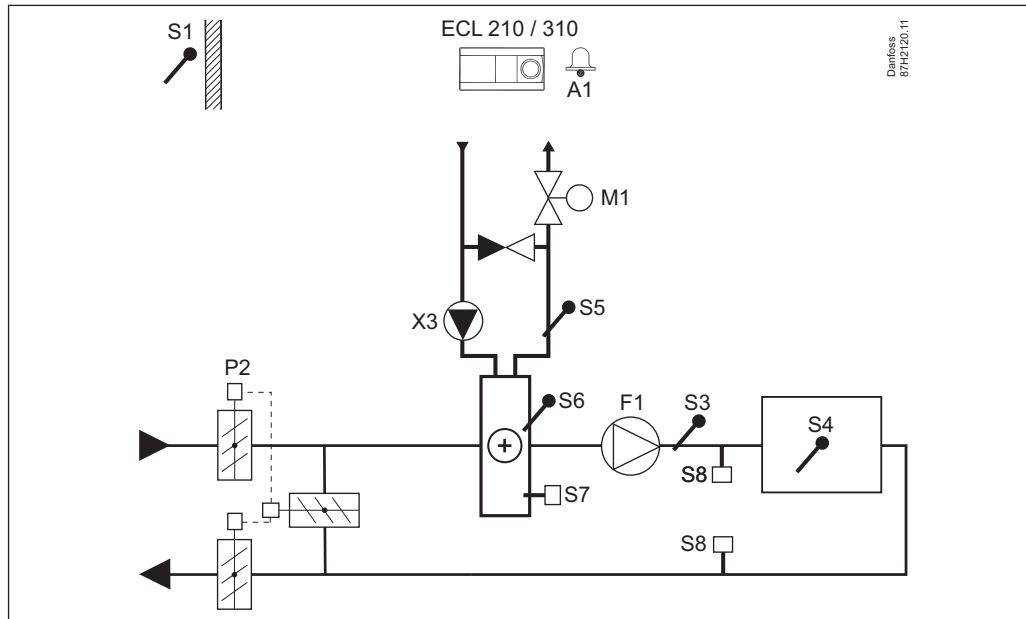 S1
ECL 210 / 310
A1
Danfoss
87H2120.11
M1
X3
S5
P2
S6
F1
S3
S4
S8
S7
S8